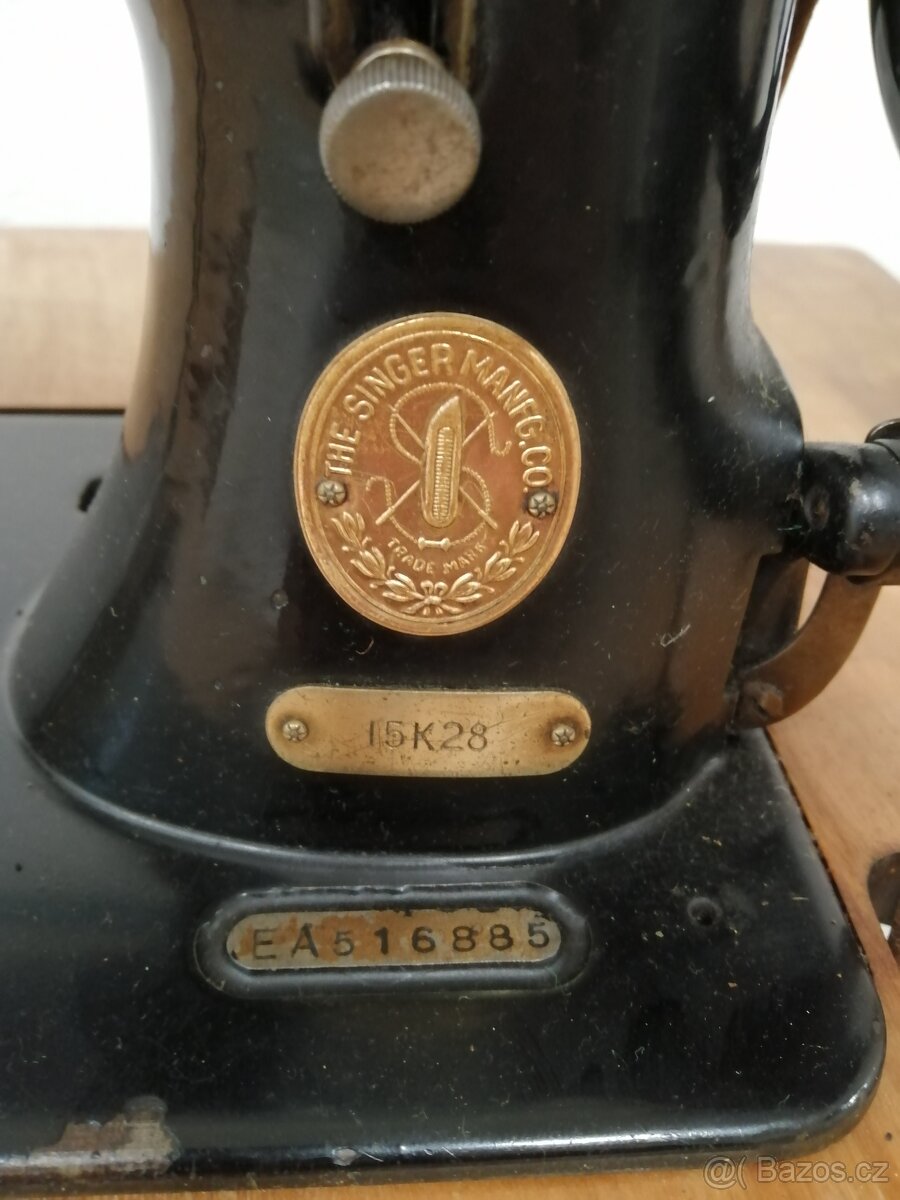 THE SINGER MANFG.CO.
TRADE MARK
15K28
EA516885
@( Bazos.cz